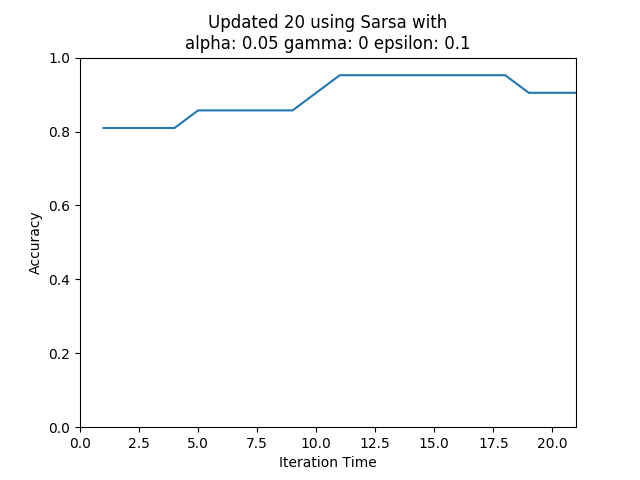 Updated 20 using Sarsa with
alpha: 0.05 gamma: 0 epsilon: 0.1
1.0
0.8
0.6
0.4
0.2
0.0
Accuracy
0.0 2.5 5.0 7.5 10.0 12.5 15.0 17.5 20.0
Iteration Time